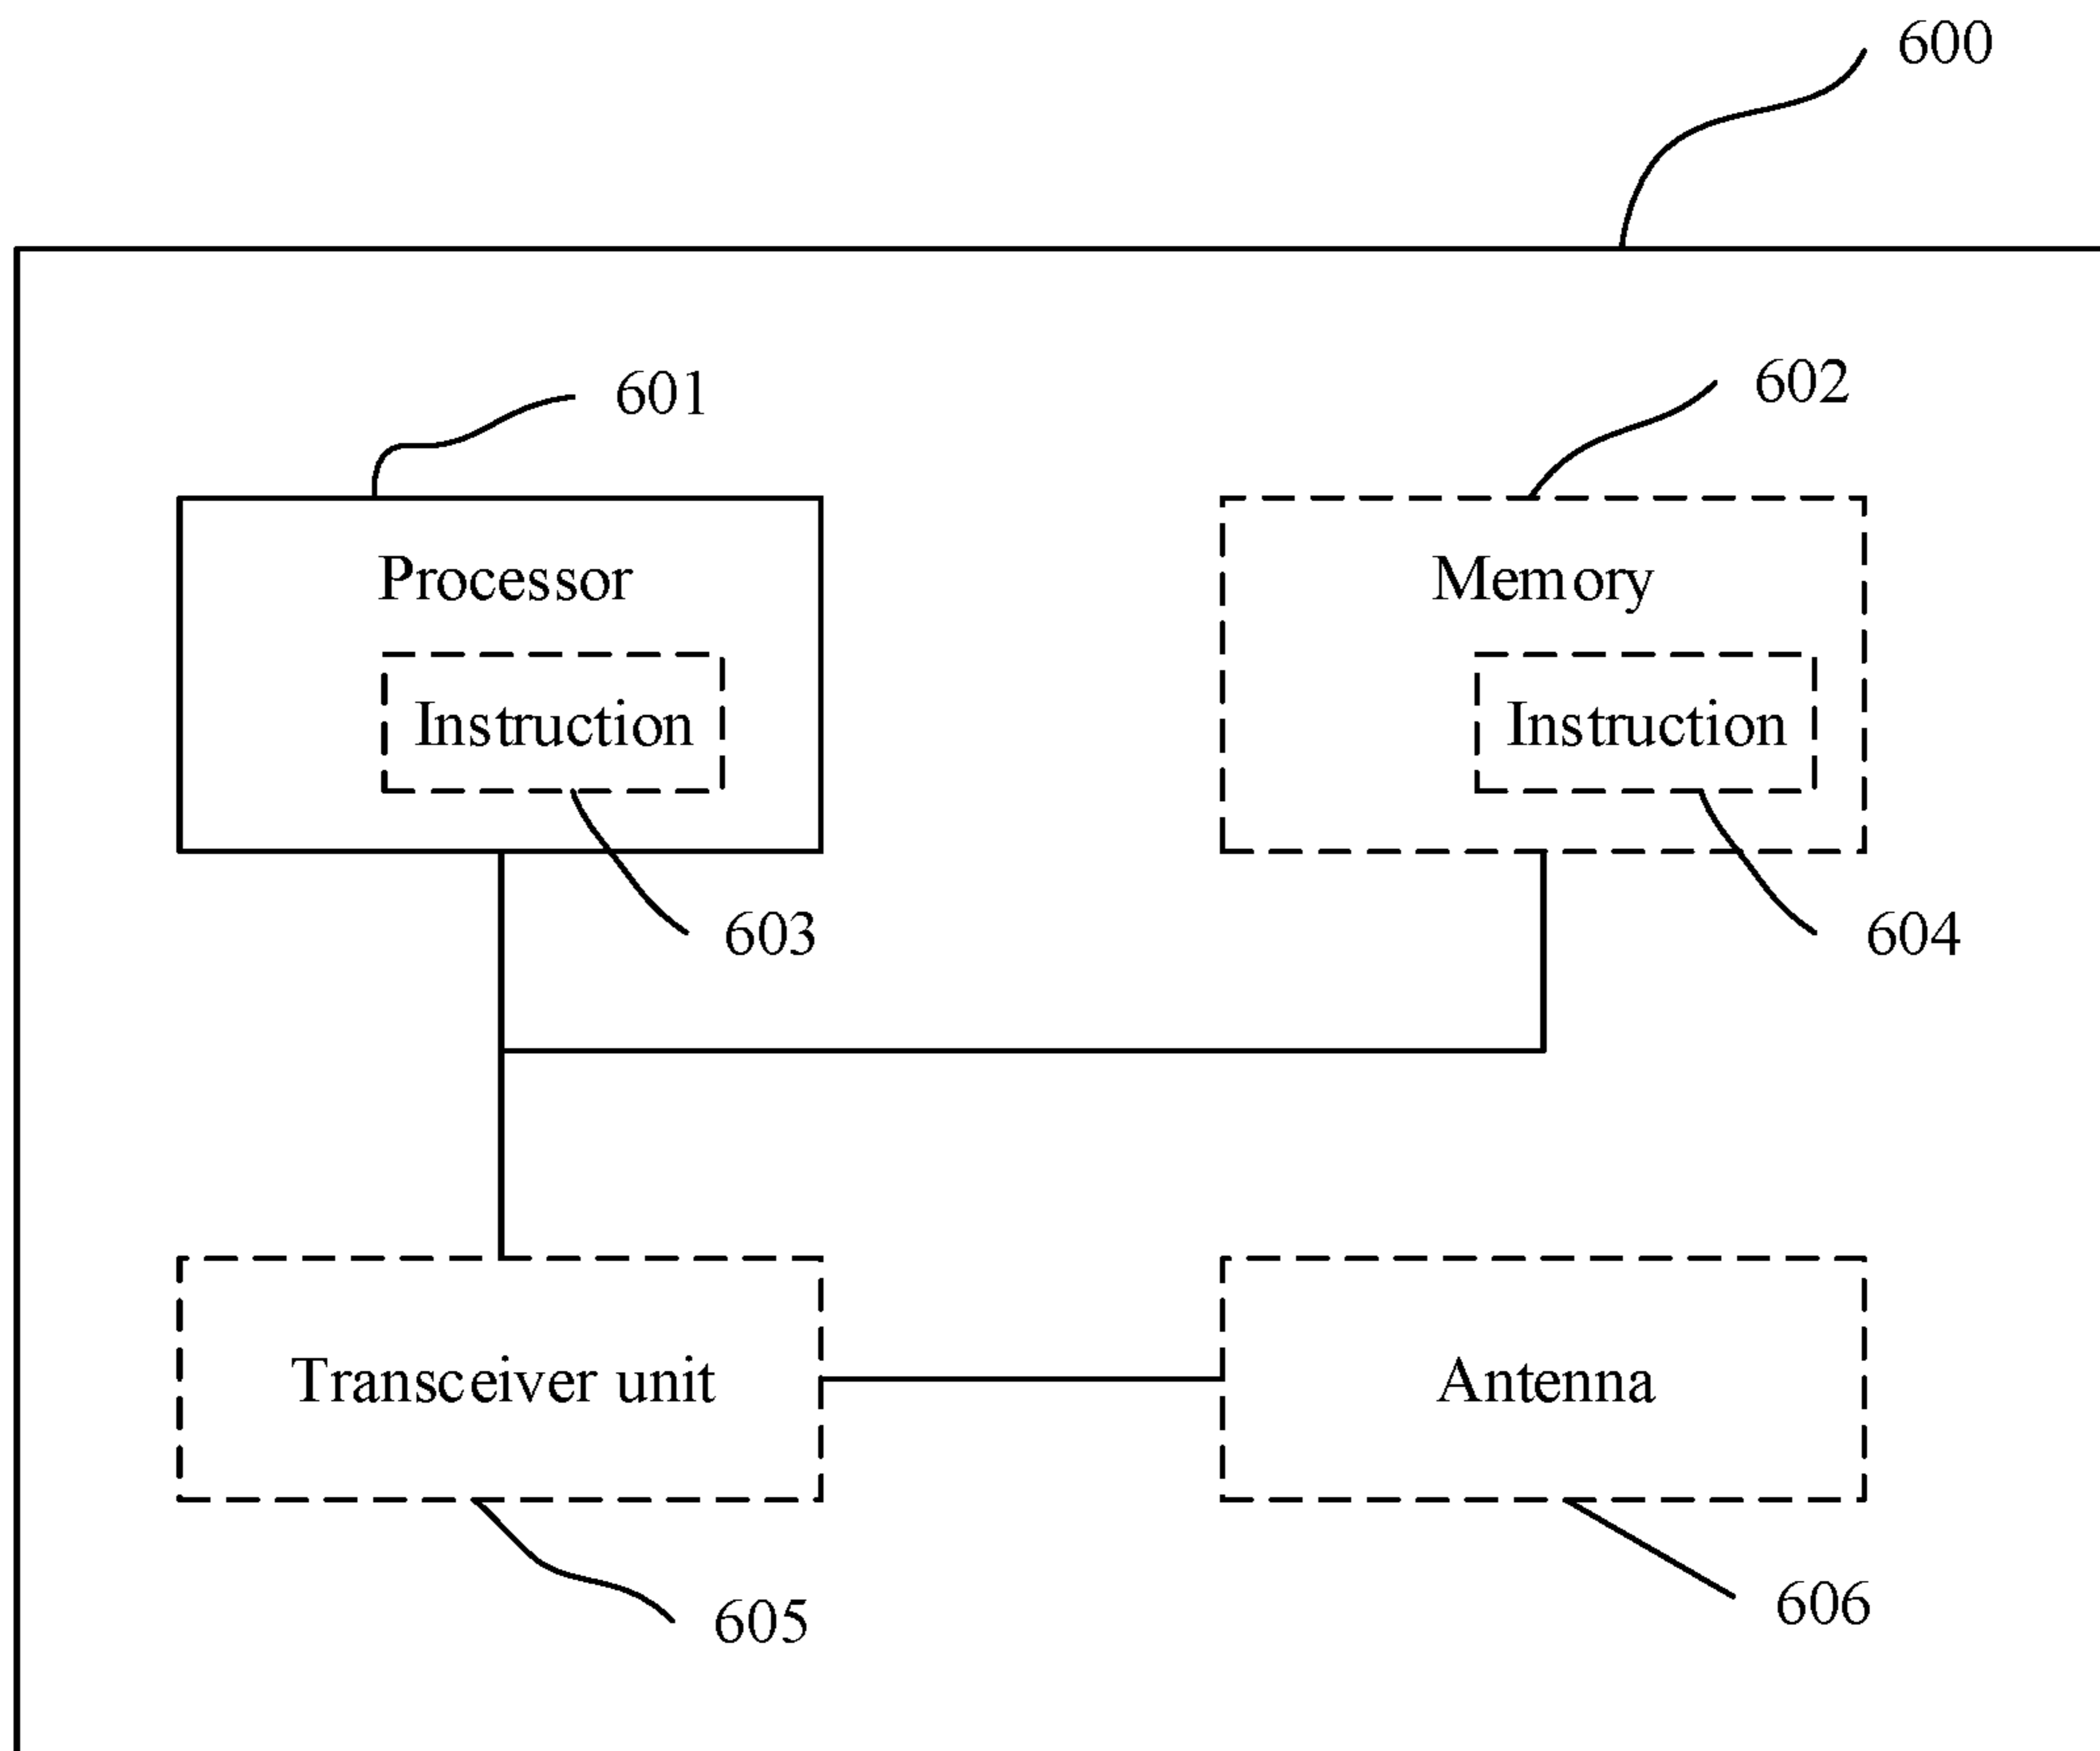 600
601
602
Processor
Memory
Instruction
Instruction
603
604
Transceiver unit
Antenna
605
606